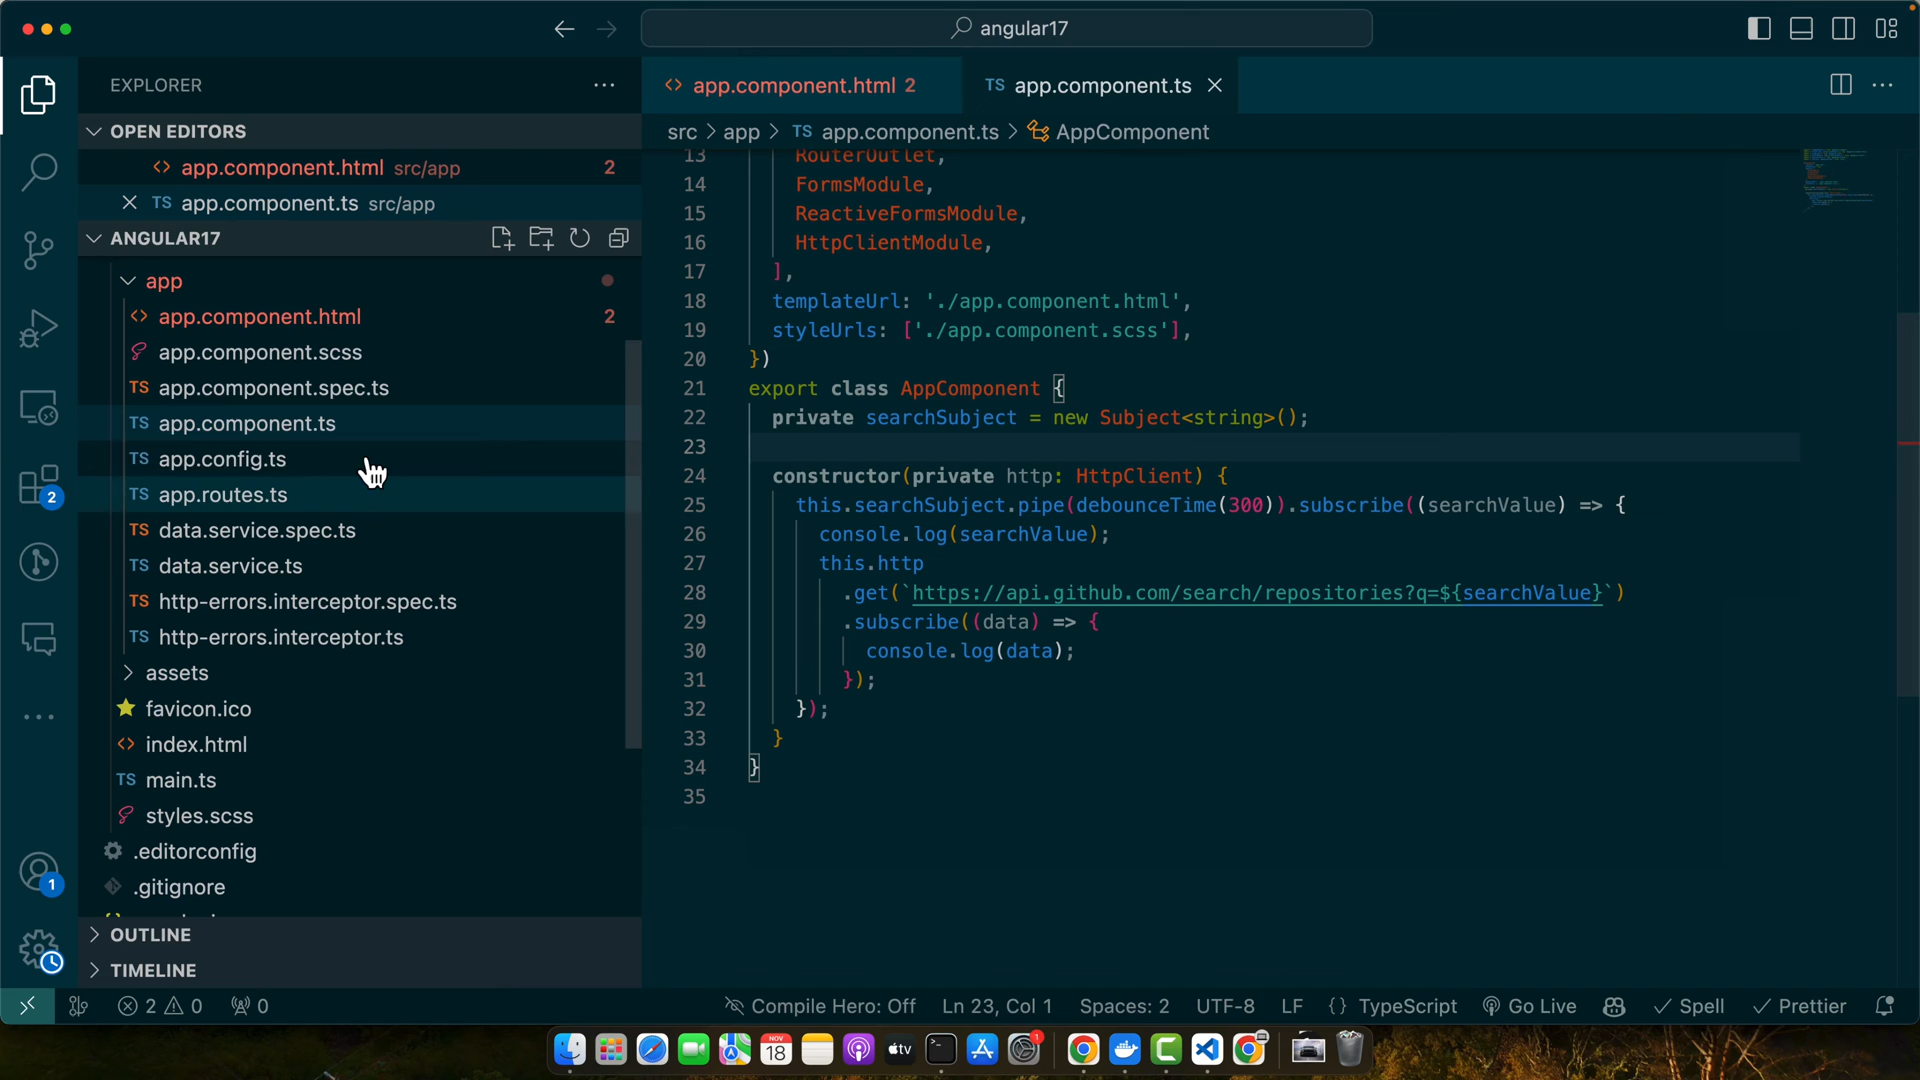 angular17
EXPLORER
OPEN EDITORS
<> app.component.html src/app 2
TS app.component.ts src/app
ANGULAR17
app
<> app.component.html 2
app.component.scss
TS app.component.spec.ts
TS app.component.ts
TS app.config.ts
TS app.routes.ts
TS data.service.spec.ts
TS data.service.ts
TS http-errors.interceptor.spec.ts
TS http-errors.interceptor.ts
assets
favicon.ico
<> index.html
TS main.ts
styles.scss
.editorconfig
.gitignore
OUTLINE
TIMELINE
2
1
<> app.component.html 2
TS app.component.ts
src > app > TS app.component.ts > AppComponent
13 RouterOutlet,
14 FormsModule,
15 ReactiveFormsModule,
16 HttpClientModule,
17 ],
18 templateUrl: './app.component.html',
19 styleUrls: ['./app.component.scss'],
20 })
21 export class AppComponent {
22 private searchSubject = new Subject<string>();
23
24 constructor(private http: HttpClient) {
25 this.searchSubject.pipe(debounceTime(300)).subscribe((searchValue) => {
26 console.log(searchValue);
27 this.http
28 .get(`https://api.github.com/search/repositories?q=${searchValue}`)
29 .subscribe((data) => {
30 console.log(data);
31 });
32 });
33 }
34 }
35
2 0 0 Compile Hero: Off Ln 23, Col 1 Spaces: 2 UTF-8 LF {} TypeScript Go Live Spell Prettier
NOV 18 tv 1